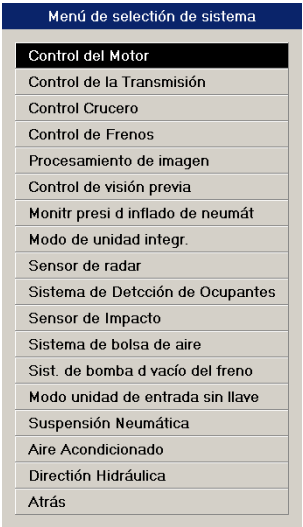 Menú de selectión de sistema
Control del Motor
Control de la Transmisión
Control Crucero
Control de Frenos
Procesamiento de imagen
Control de visión previa
Monitr presi d inflado de neumát
Modo de unidad integr.
Sensor de radar
Sistema de Detcción de Ocupantes
Sensor de Impacto
Sistema de bolsa de aire
Sist. de bomba d vacío del freno
Modo unidad de entrada sin llave
Suspensión Neumática
Aire Acondicionado
Directión Hidráulica
Atrás